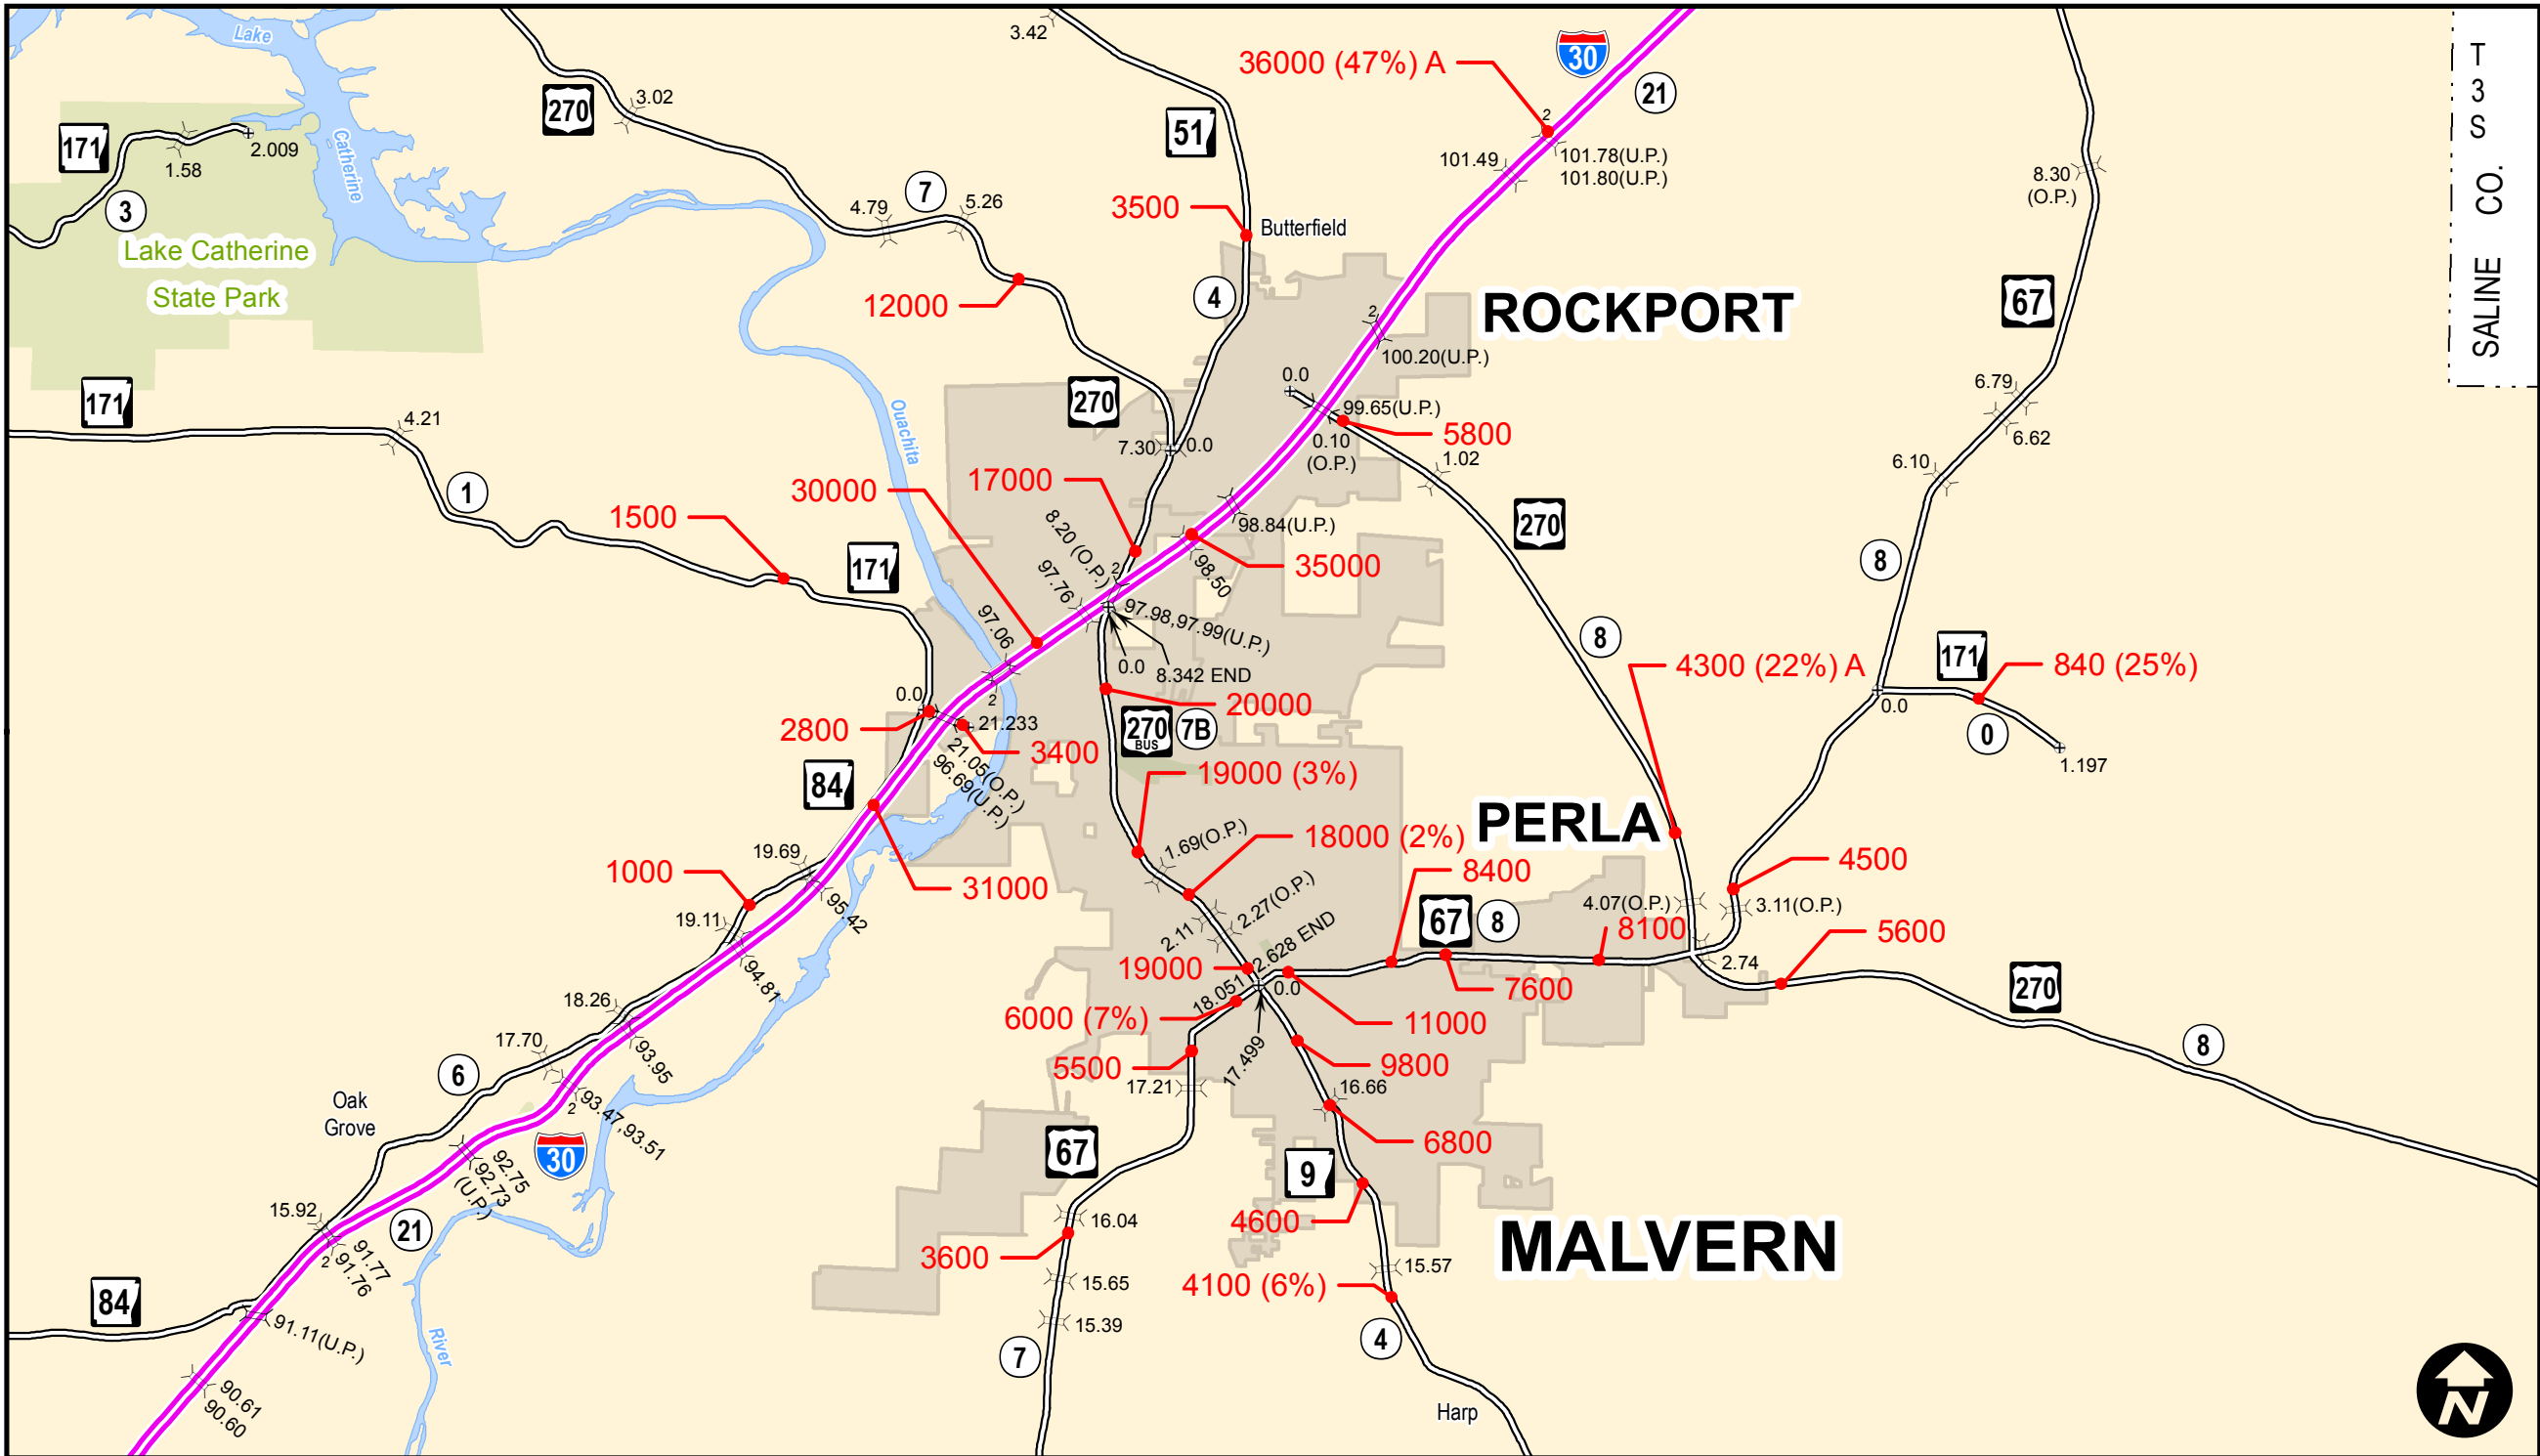 Lake
3.42
36000 (47%) A
30
21
T
3
S
SALINE CO.
270
3.02
171
2.009
1.58
Catherine
51
2
101.49
101.78(U.P.)
101.80(U.P.)
8.30
(O.P.)
3
7
4.79
5.26
3500
Butterfield
Lake Catherine
State Park
12000
4
ROCKPORT
67
2
100.20(U.P.)
171
270
0.0
99.65(U.P.)
5800
0.10
(O.P.)
1.02
6.79
6.62
4.21
Ouachita
7.30
0.0
6.10
1
30000
17000
1500
8.20 (O.P.)
98.84(U.P.)
270
171
97.76
2
98.50
35000
8
97.06
97.98,97.99(U.P.)
8
0.0
8.342 END
4300 (22%) A
171
840 (25%)
0.0
2
0.0
20000
2800
21.233
270
BUS
7B
0
3400
21.05(O.P.)
96.69(U.P.)
1.197
84
19000 (3%)
18000 (2%)
PERLA
1.69(O.P.)
19.69
1000
31000
8400
4500
95.42
19.11
2.11
2.27(O.P.)
67
8
4.07(O.P.)
3.11(O.P.)
8100
5600
94.81
19000
2.628 END
2.74
18.26
18.051
0.0
7600
270
6000 (7%)
11000
17.70
93.95
5500
17.499
9800
8
6
17.21
16.66
Oak
Grove
2
93.47,93.51
6800
30
67
9
92.75
92.73
(U.P.)
15.92
21
16.04
4600
MALVERN
2
91.77
91.76
3600
15.65
15.57
4100 (6%)
84
91.11(U.P.)
15.39
River
7
4
90.61
90.60
Harp
N